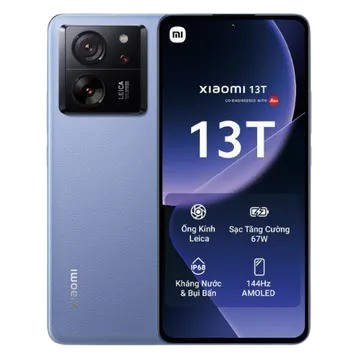 LEICA
xiaomi
XIAOMI 13T
CO-ENGINEERED WITH Leica
13T
Ống Kính
Leica
Sạc Tăng Cường
67W
IP68
Kháng Nước
& Bụi Bẩn
144Hz
AMOLED